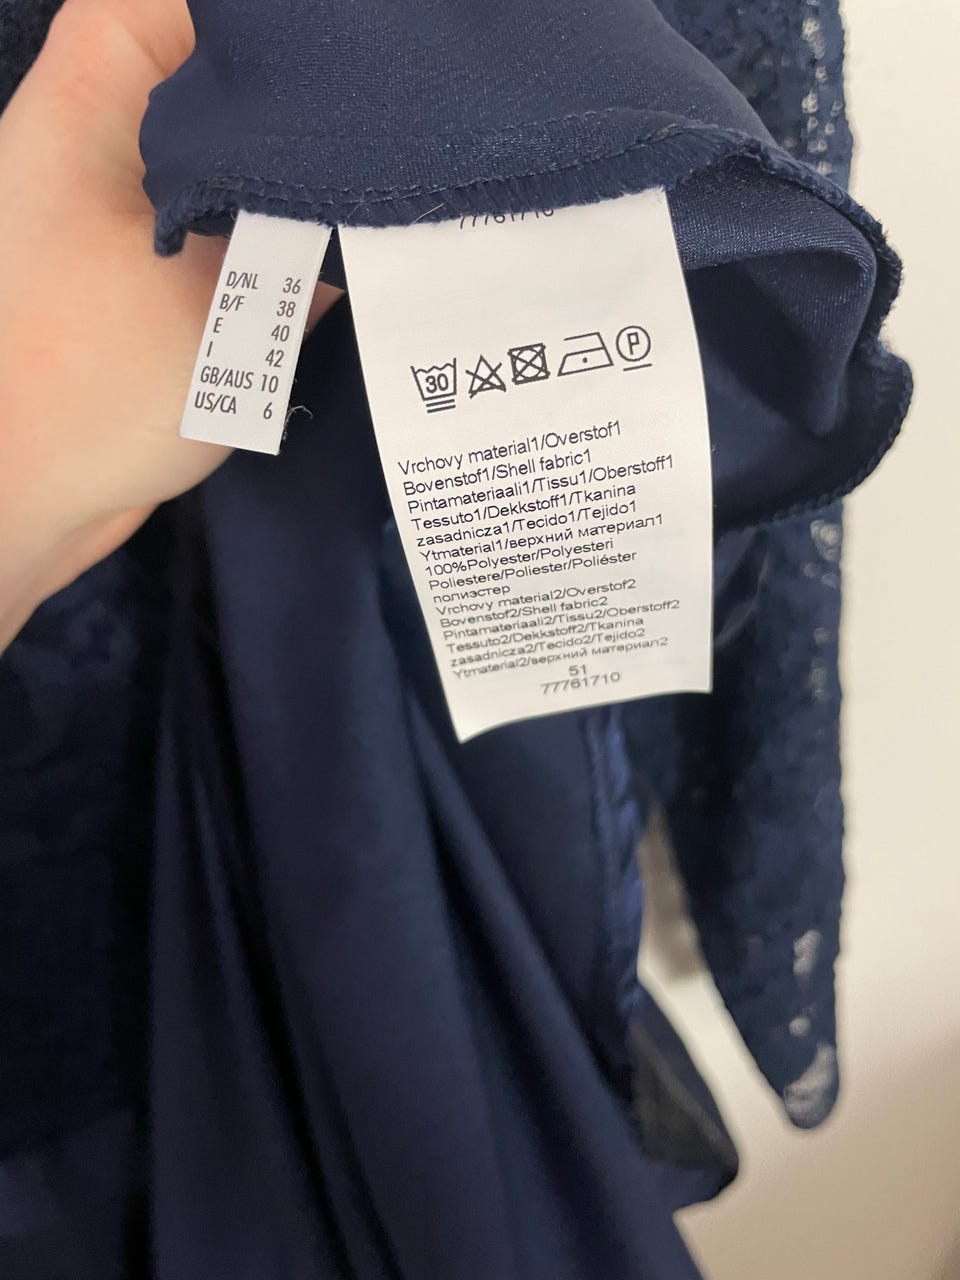 D/NL 36
B/F 38
E 40
I 42
GB/AUS 10
US/CA 6
77761710
30
P
Vrchovy material1/Overstof1
Bovenstof1/Shell fabric1
Pintamateriaali1/Tissu1/Oberstoff1
Tessuto1/Dekkstoff1/Tkanina
zasadnicza1/Tecido1/Tejido1
Ytmaterial1/верхний материал1
100%Polyester/Polyesteri
Poliestere/Poliester/Poliéster
полиэстер
Vrchovy material2/Overstof2
Bovenstof2/Shell fabric2
Pintamateriaali2/Tissu2/Oberstoff2
Tessuto2/Dekkstoff2/Tkanina
zasadnicza2/Tecido2/Tejido2
Ytmaterial2/верхний материал2
51
77761710